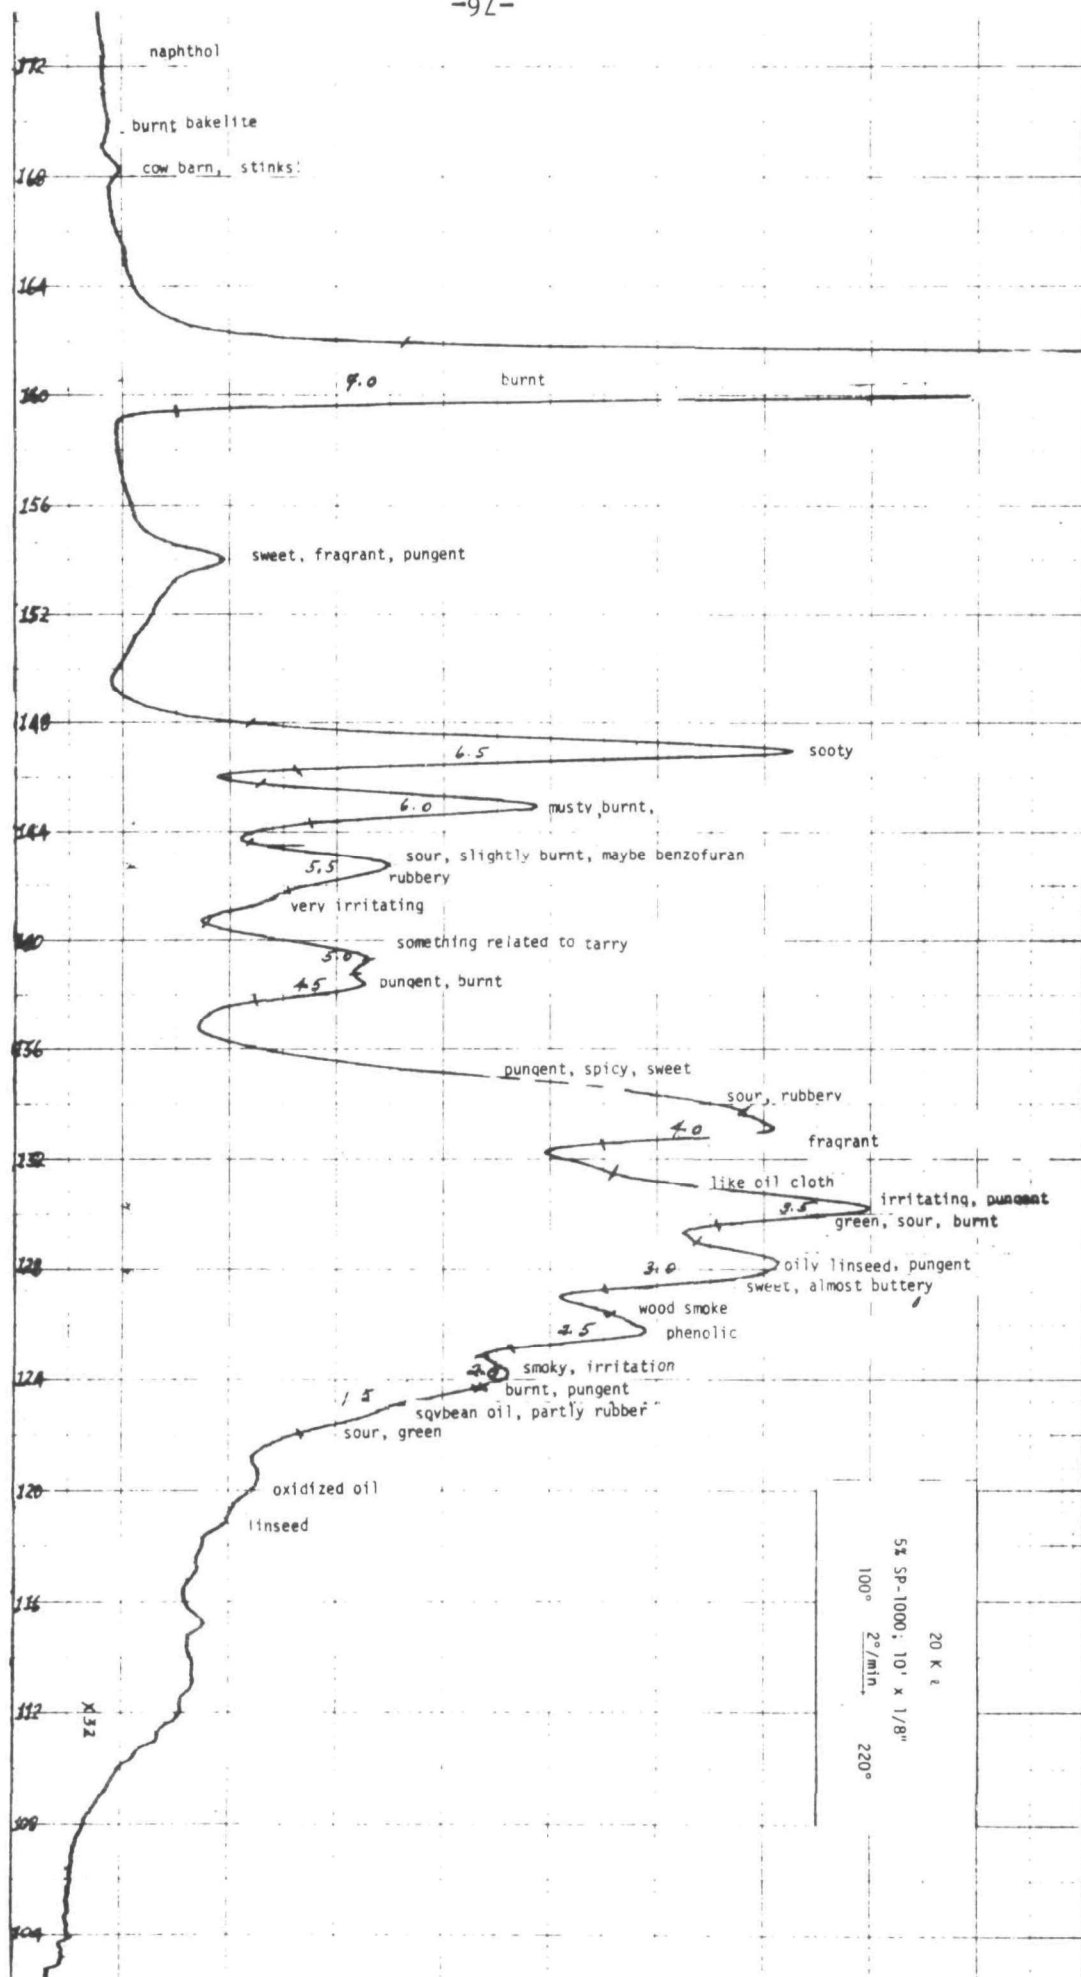 -76-
172
naphthol
burnt bakelite
168
cow barn, stinks!
164
160
7.0
burnt
156
sweet, fragrant, pungent
152
148
6.5
sooty
6.0
musty, burnt,
144
sour, slightly burnt, maybe benzofuran
5.5
rubbery
very irritating
140
something related to tarry
5.0
4.5
pungent, burnt
136
pungent, spicy, sweet
sour, rubbery
4.0
fragrant
132
like oil cloth
irritating, pungent
3.5
green, sour, burnt
128
oily linseed, pungent
3.0
sweet, almost buttery
wood smoke
2.5
phenolic
124
2.0
smoky, irritation
burnt, pungent
1.5
soybean oil, partly rubber
sour, green
120
oxidized oil
linseed
116
112
X32
108
104
20 K
5% SP-1000; 10' x 1/8"
100° 2°/min 220°